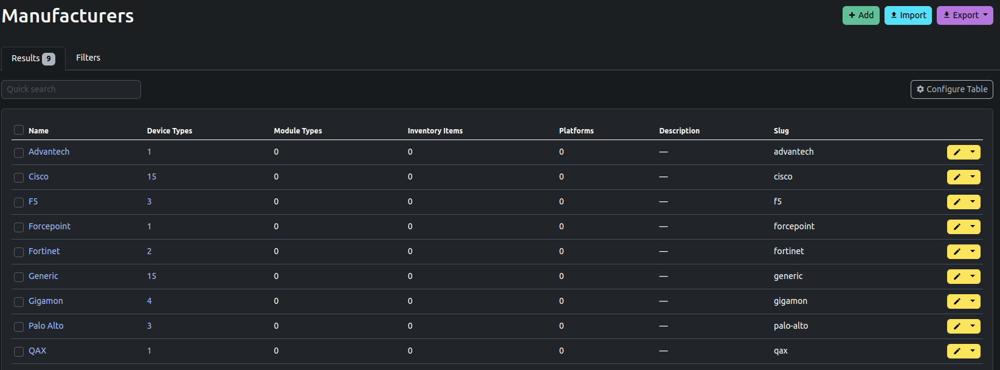 Manufacturers
Add Import Export
Results 9 Filters
Quick search Configure Table
Name Device Types Module Types Inventory Items Platforms Description Slug
Advantech 1 0 0 0 — advantech
Cisco 15 0 0 0 — cisco
F5 3 0 0 0 — f5
Forcepoint 1 0 0 0 — forcepoint
Fortinet 2 0 0 0 — fortinet
Generic 15 0 0 0 — generic
Gigamon 4 0 0 0 — gigamon
Palo Alto 3 0 0 0 — palo-alto
QAX 1 0 0 0 — qax